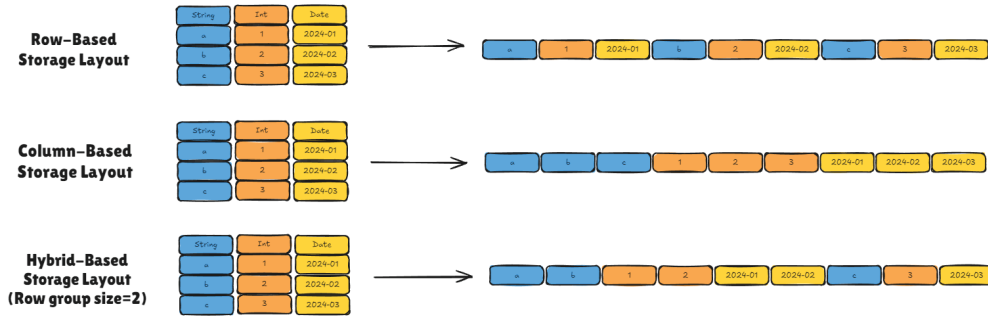 Row-Based
Storage Layout
String Int Date
a 1 2024-01
b 2 2024-02
c 3 2024-03
a 1 2024-01 b 2 2024-02 c 3 2024-03
Column-Based
Storage Layout
String Int Date
a 1 2024-01
b 2 2024-02
c 3 2024-03
a b c 1 2 3 2024-01 2024-02 2024-03
Hybrid-Based
Storage Layout
(Row group size=2)
String Int Date
a 1 2024-01
b 2 2024-02
c 3 2024-03
a b 1 2 2024-01 2024-02 c 3 2024-03